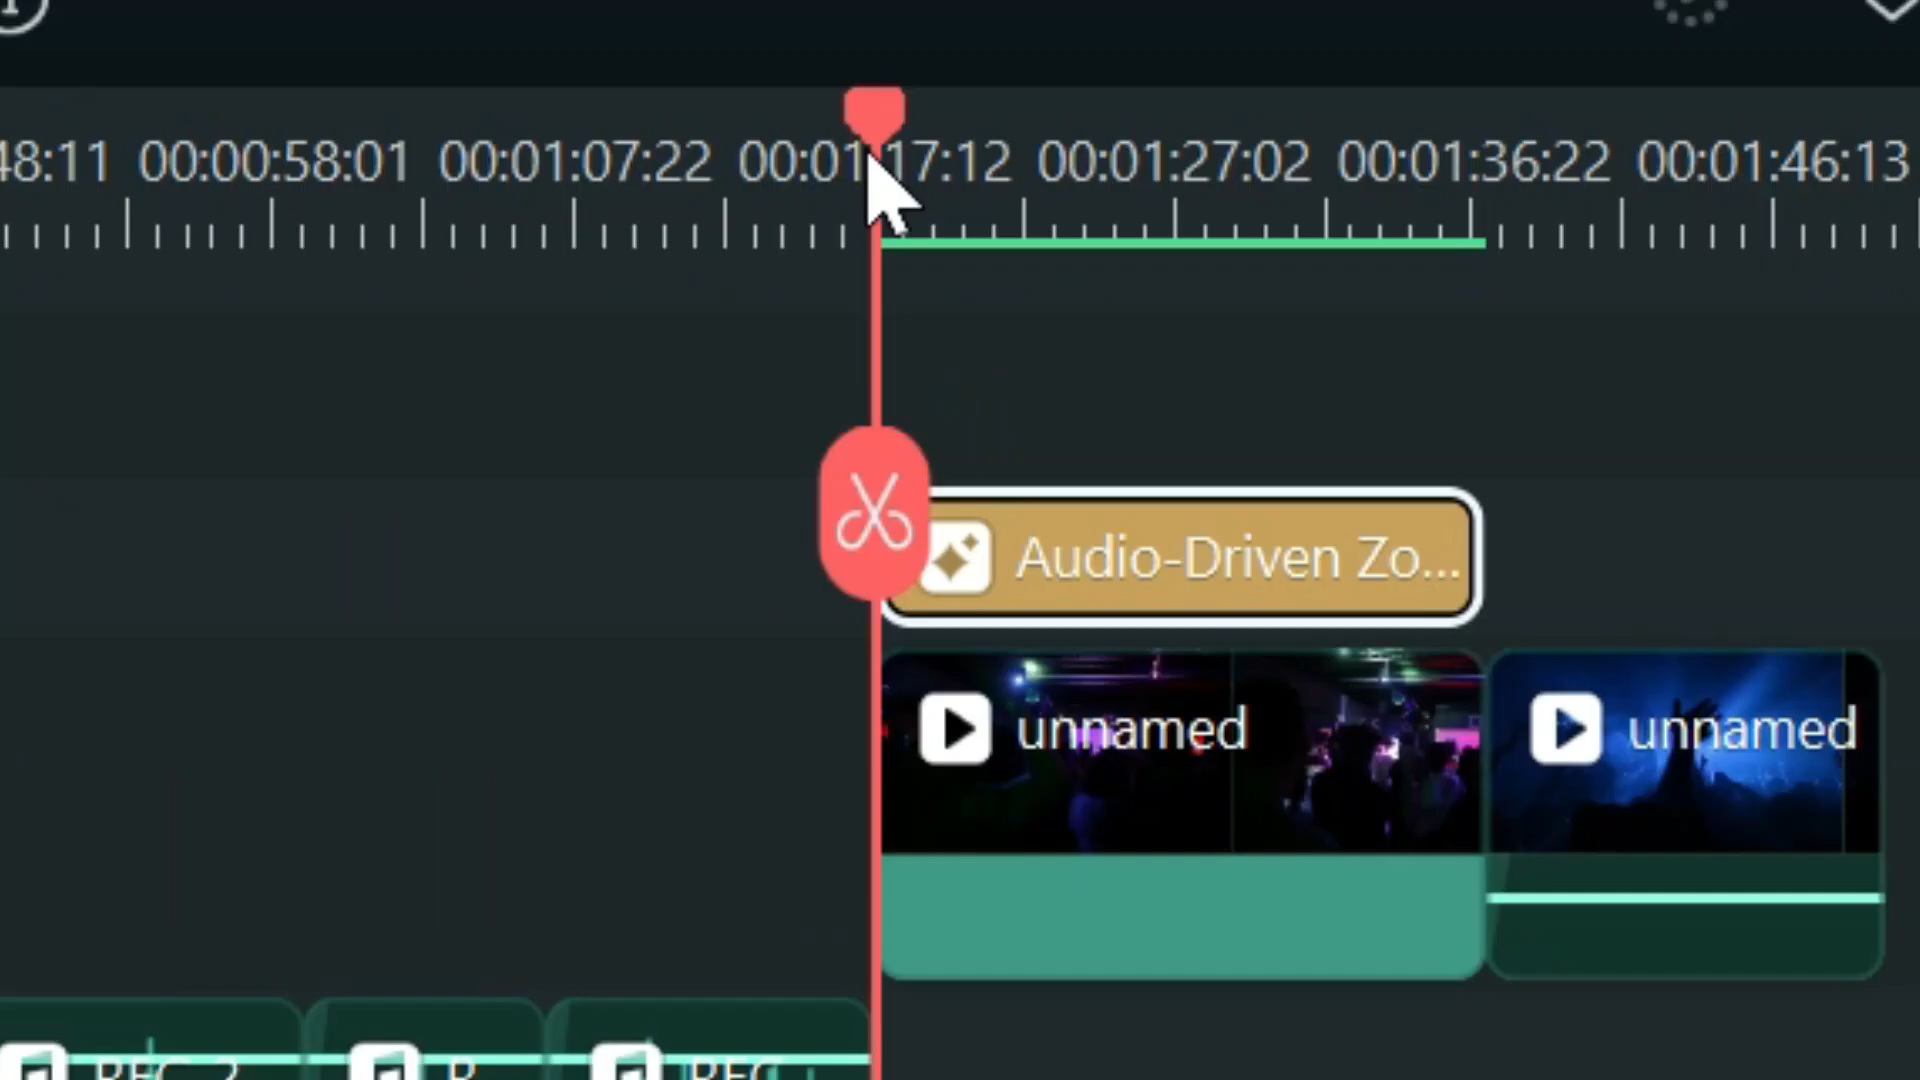 48:11 00:00:58:01 00:01:07:22 00:01:17:12 00:01:27:02 00:01:36:22 00:01:46:13
Audio-Driven Zo...
unnamed unnamed
REC 2 R REC